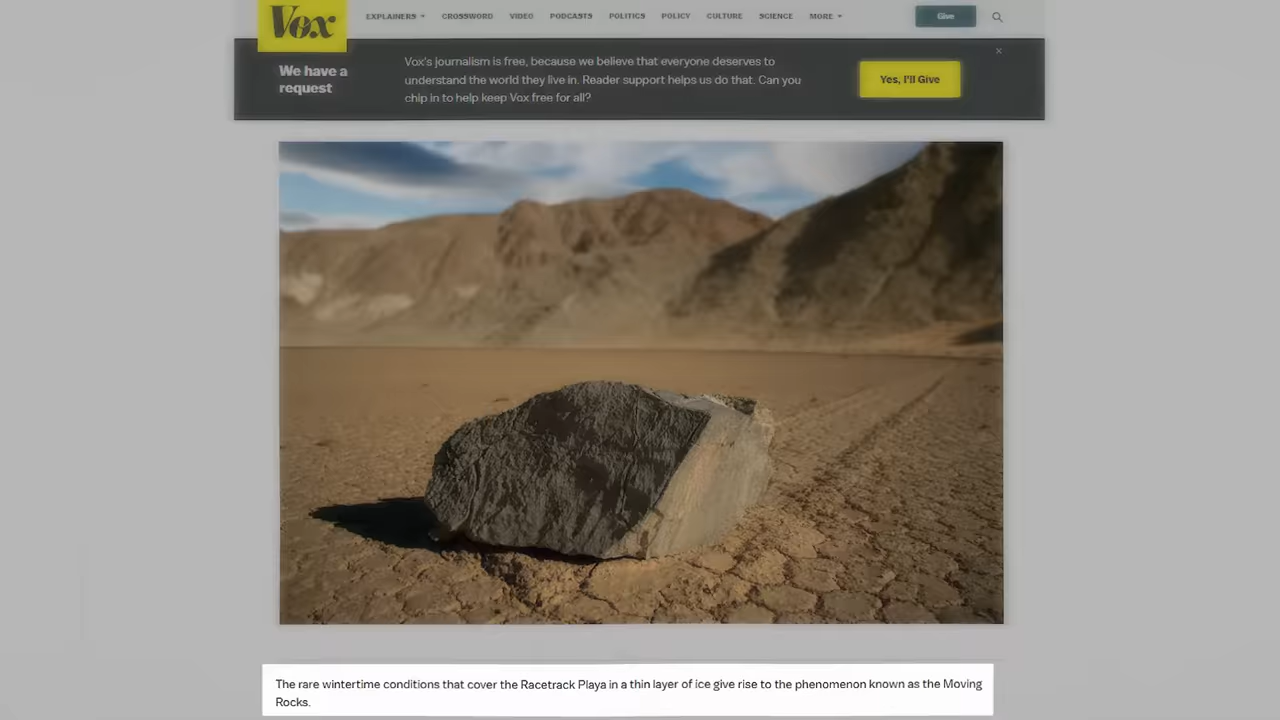 Vox
EXPLAINERS CROSSWORD VIDEO PODCASTS POLITICS POLICY CULTURE SCIENCE MORE Give
We have a
request
Vox's journalism is free, because we believe that everyone deserves to
understand the world they live in. Reader support helps us do that. Can you
chip in to help keep Vox free for all?
Yes, I'll Give
The rare wintertime conditions that cover the Racetrack Playa in a thin layer of ice give rise to the phenomenon known as the Moving
Rocks.